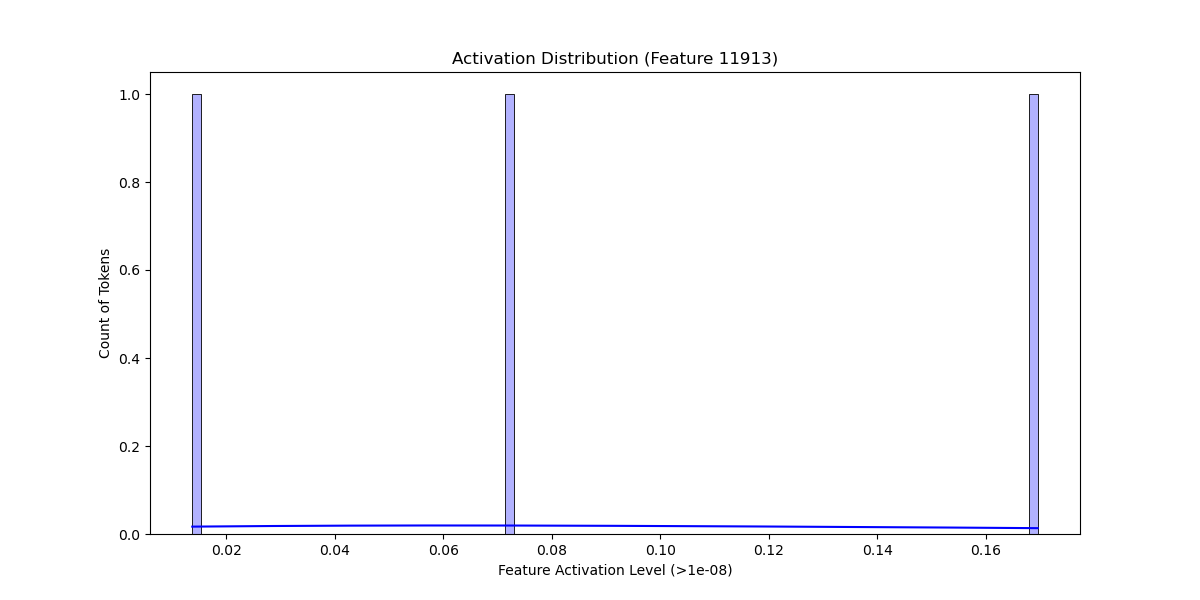 Activation Distribution (Feature 11913)
Count of Tokens
1.0
0.8
0.6
0.4
0.2
0.0
0.02 0.04 0.06 0.08 0.10 0.12 0.14 0.16
Feature Activation Level (>1e-08)